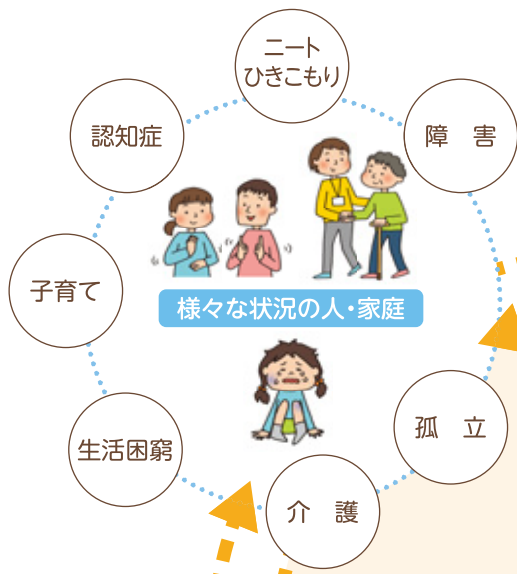 ニート
ひきこもり
認知症
障　害
子育て
様々な状況の人・家庭
孤　立
生活困窮
介　護